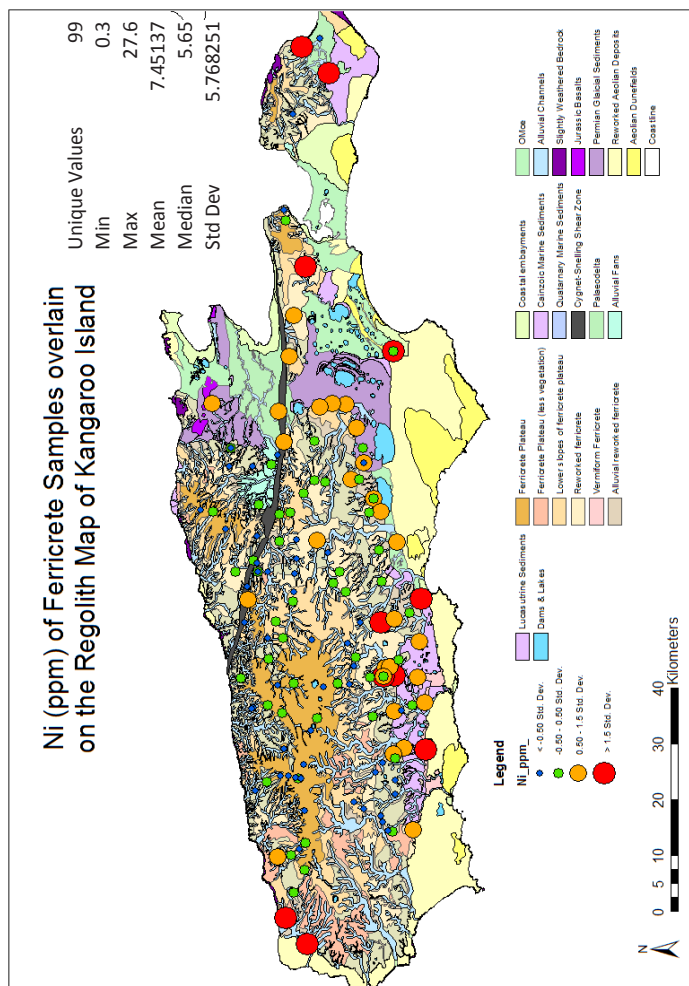 Ni (ppm) of Ferricrete Samples overlain
on the Regolith Map of Kangaroo Island
Unique Values 99
Min 0.3
Max 27.6
Mean 7.45137
Median 5.65
Std Dev 5.768251
Legend
Ni_ppm_
< -0.50 Std. Dev.
-0.50 - 0.50 Std. Dev.
0.50 - 1.5 Std. Dev.
> 1.5 Std. Dev.
Lucasutrine Sediments
Dams & Lakes
Ferricrete Plateau
Ferricrete Plateau (less vegetation)
Lower slopes of ferricrete plateau
Reworked ferricrete
Vermiform Ferricrete
Alluvial reworked ferricrete
Coastal embayments
Cainzoic Marine Sediments
Quatarnary Marine Sediments
Cygnet-Snelling Shear Zone
Palaeodelta
Alluvial Fans
OMoe
Alluvial Channels
Slightly Weathered Bedrock
Jurassic Basalts
Permian Glacial Sediments
Reworked Aeolian Deposits
Aeolian Dunefields
Coastline
N
0 5 10 20 30 40
Kilometers